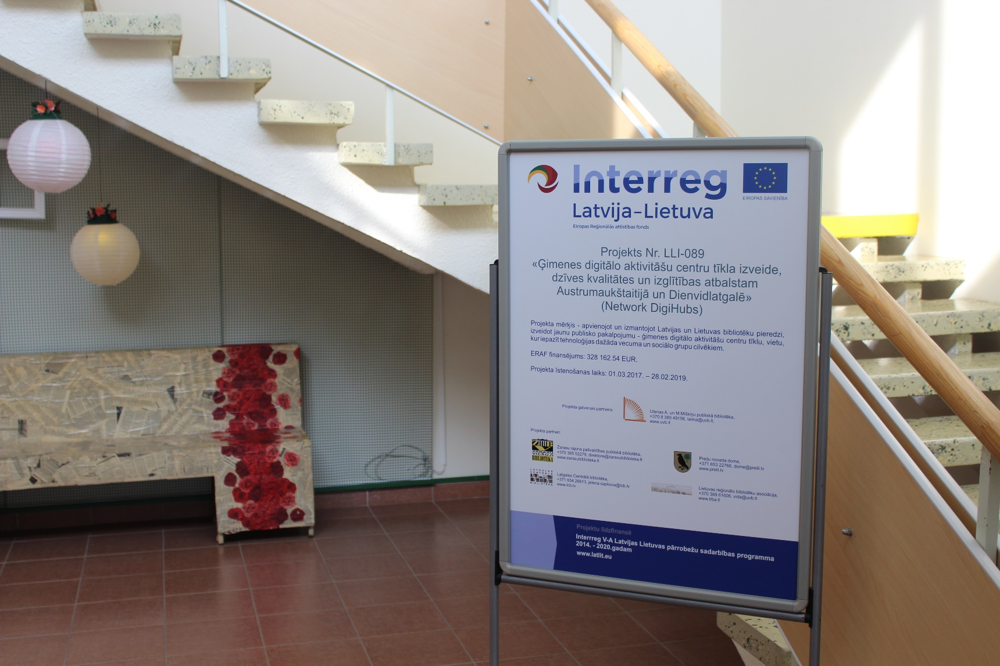 Interreg
EIROPAS SAVIENĪBA
Latvija-Lietuva
Eiropas Reģionālās attīstības fonds
Projekts Nr. LLI-089
«Ģimenes digitālo aktivitāšu centru tīkla izveide,
dzīves kvalitātes un izglītības atbalstam
Austrumaukštaitijā un Dienvidlatgalē»
(Network DigiHubs)
Projekta mērķis - apvienojot un izmantojot Latvijas un Lietuvas bibliotēku pieredzi,
izveidot jaunu publisko pakalpojumu - ģimenes digitālo aktivitāšu centru tīklu, vietu,
kur iepazīt tehnoloģijas dažāda vecuma un sociālo grupu cilvēkiem.
ERAF finansējums: 328 162.54 EUR.
Projekta īstenošanas laiks: 01.03.2017. – 28.02.2019.
Projekta galvenais partneris
Utenas A. un M.Miškiņu publiskā bibliotēka,
+370 8 389 49156, laima@uvb.lt,
www.uvb.lt
Projekta partneri:
ZARASU
VIEŠOJI
BIBLIOTEKA
Zarasu rajona pašvaldības publiskā bibliotēka,
+370 385 52279, direktore@zarasubiblioteka.lt
www.zarasubiblioteka.lt
Preiļu novada dome,
+371 653 22766, dome@preili.lv
www.preili.lv
LATGALES
CENTRĀLĀ
BIBLIOTĒKA
Latgales Centrālā bibliotēka,
+371 654 26613, jelena.sapkova@lcb.lv
www.lcb.lv
Lietuvas reģionālo bibliotēku asociācija,
+370 389 61606, vida@uvb.lt
www.lrba.lt
Projektu līdzfinansē
Interrreg V-A Latvijas Lietuvas pārrobežu sadarbības programma
2014. - 2020.gadam
www.latlit.eu